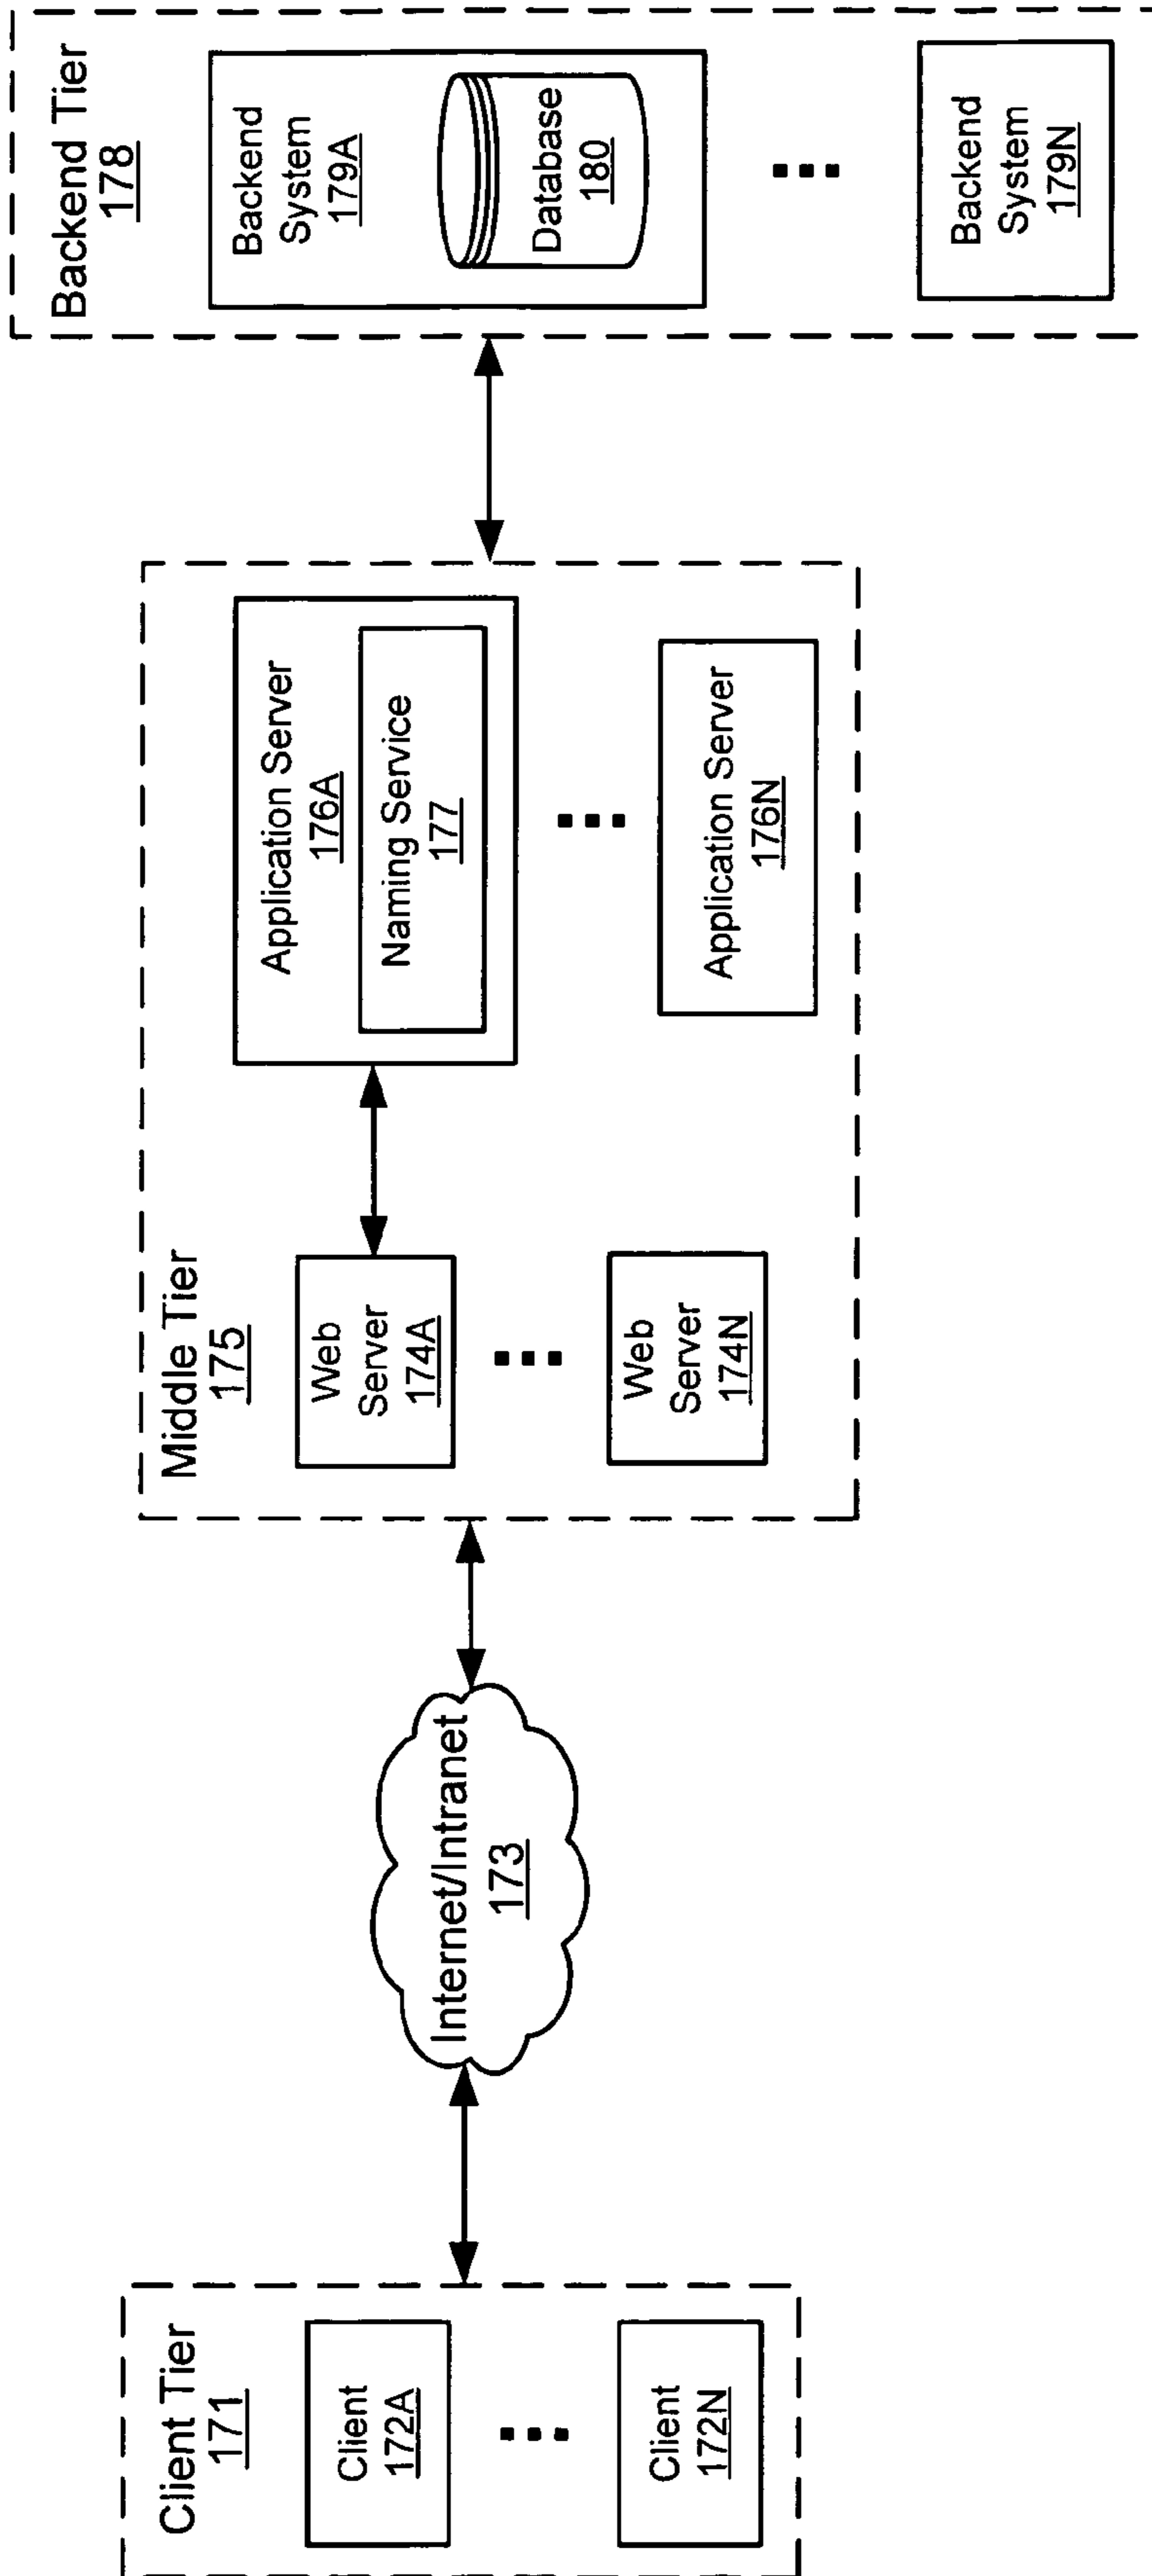 Client Tier
171
Client
172A
Client
172N
Internet/Intranet
173
Middle Tier
175
Web
Server
174A
Web
Server
174N
Application Server
176A
Naming Service
177
Application Server
176N
Backend Tier
178
Backend
System
179A
Database
180
Backend
System
179N